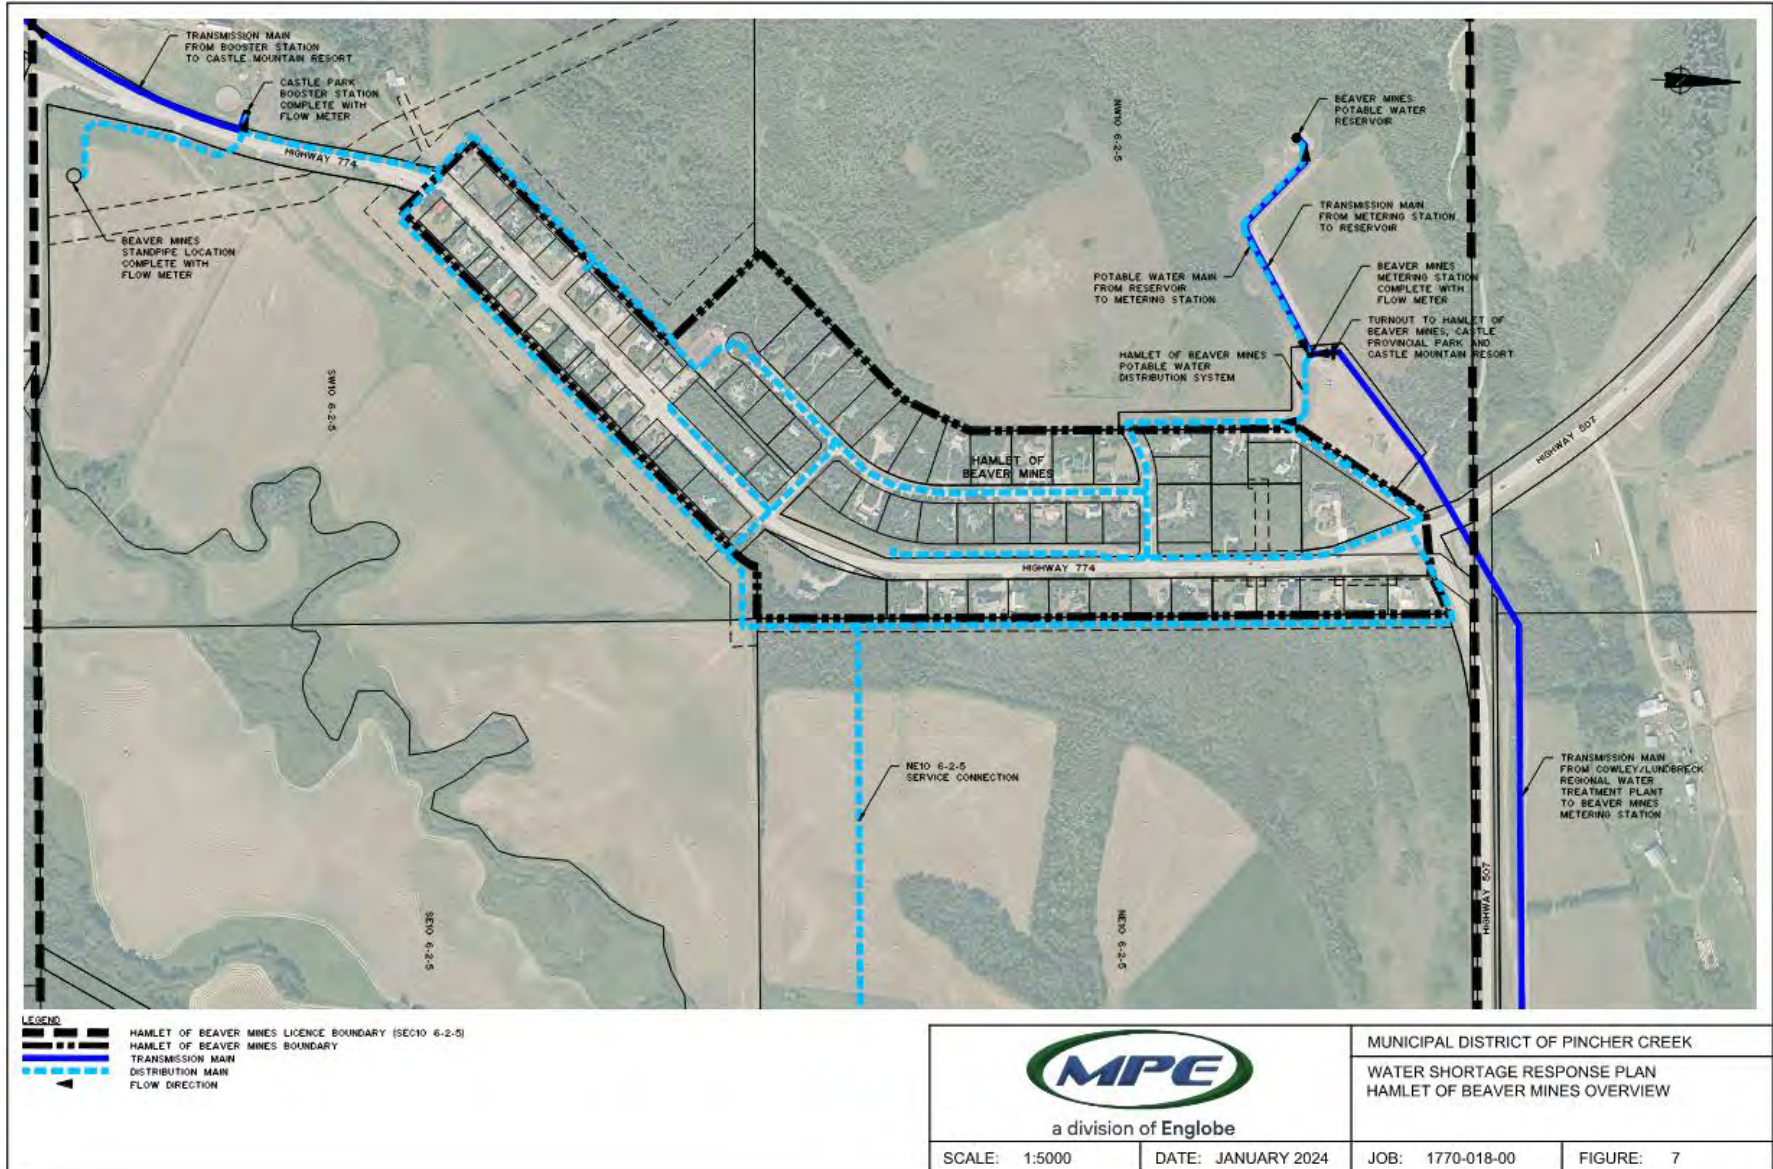 TRANSMISSION MAIN
FROM BOOSTER STATION
TO CASTLE MOUNTAIN RESORT
CASTLE PARK
BOOSTER STATION
COMPLETE WITH
FLOW METER
HIGHWAY 774
BEAVER MINES
STANDPIPE LOCATION
COMPLETE WITH
FLOW METER
NW10 6-2-5
BEAVER MINES
POTABLE WATER
RESERVOIR
TRANSMISSION MAIN
FROM METERING STATION
TO RESERVOIR
POTABLE WATER MAIN
FROM RESERVOIR
TO METERING STATION
BEAVER MINES
METERING STATION
COMPLETE WITH
FLOW METER
TURNOUT TO HAMLET OF
BEAVER MINES, CASTLE
PROVINCIAL PARK AND
CASTLE MOUNTAIN RESORT
HAMLET OF BEAVER MINES
POTABLE WATER
DISTRIBUTION SYSTEM
SW10 6-2-5
HAMLET OF
BEAVER MINES
HIGHWAY 507
HIGHWAY 774
NE10 6-2-5
SERVICE CONNECTION
TRANSMISSION MAIN
FROM COWLEY/LUNDBRECK
REGIONAL WATER
TREATMENT PLANT
TO BEAVER MINES
METERING STATION
SE10 6-2-5
NE10 6-2-5
HIGHWAY 507
LEGEND
HAMLET OF BEAVER MINES LICENCE BOUNDARY (SEC10 6-2-5)
HAMLET OF BEAVER MINES BOUNDARY
TRANSMISSION MAIN
DISTRIBUTION MAIN
FLOW DIRECTION
MPE
a division of Englobe
MUNICIPAL DISTRICT OF PINCHER CREEK
WATER SHORTAGE RESPONSE PLAN
HAMLET OF BEAVER MINES OVERVIEW
SCALE: 1:5000
DATE: JANUARY 2024
JOB: 1770-018-00
FIGURE: 7